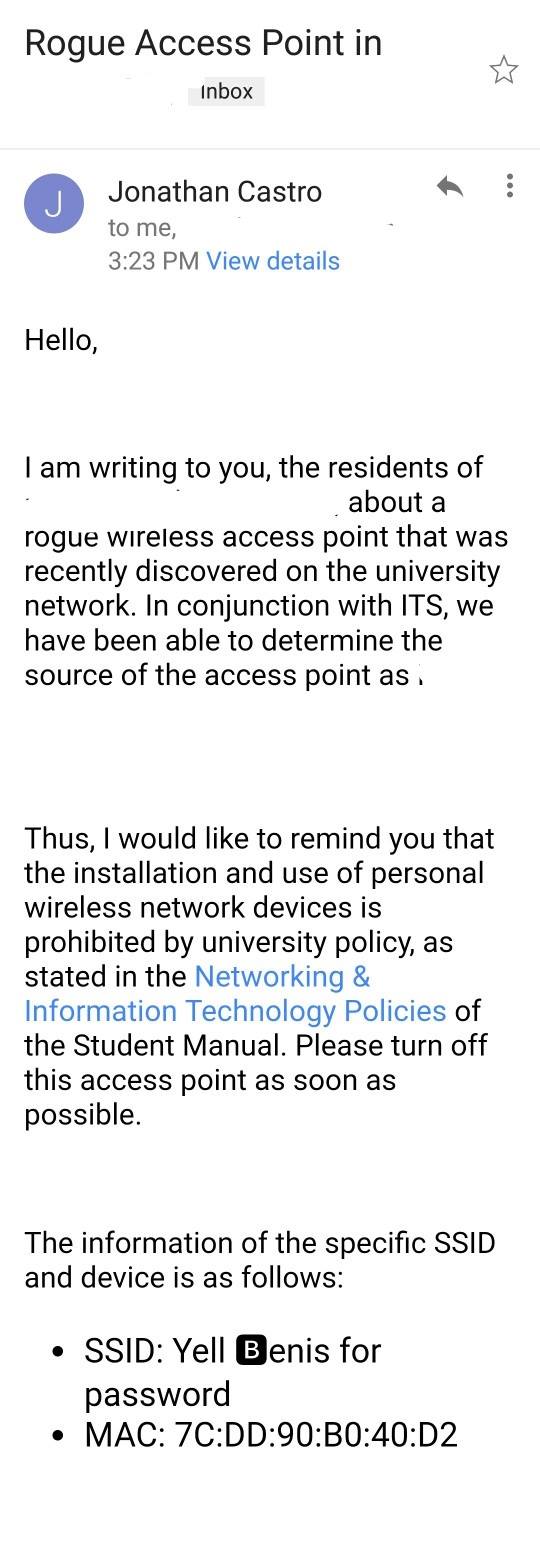 Rogue Access Point in
Inbox
J
Jonathan Castro
to me,
3:23 PM View details
Hello,
I am writing to you, the residents of
about a
rogue wireless access point that was
recently discovered on the university
network. In conjunction with ITS, we
have been able to determine the
source of the access point as
Thus, I would like to remind you that
the installation and use of personal
wireless network devices is
prohibited by university policy, as
stated in the Networking &
Information Technology Policies of
the Student Manual. Please turn off
this access point as soon as
possible.
The information of the specific SSID
and device is as follows:
• SSID: Yell 🅱enis for
password
• MAC: 7C:DD:90:B0:40:D2